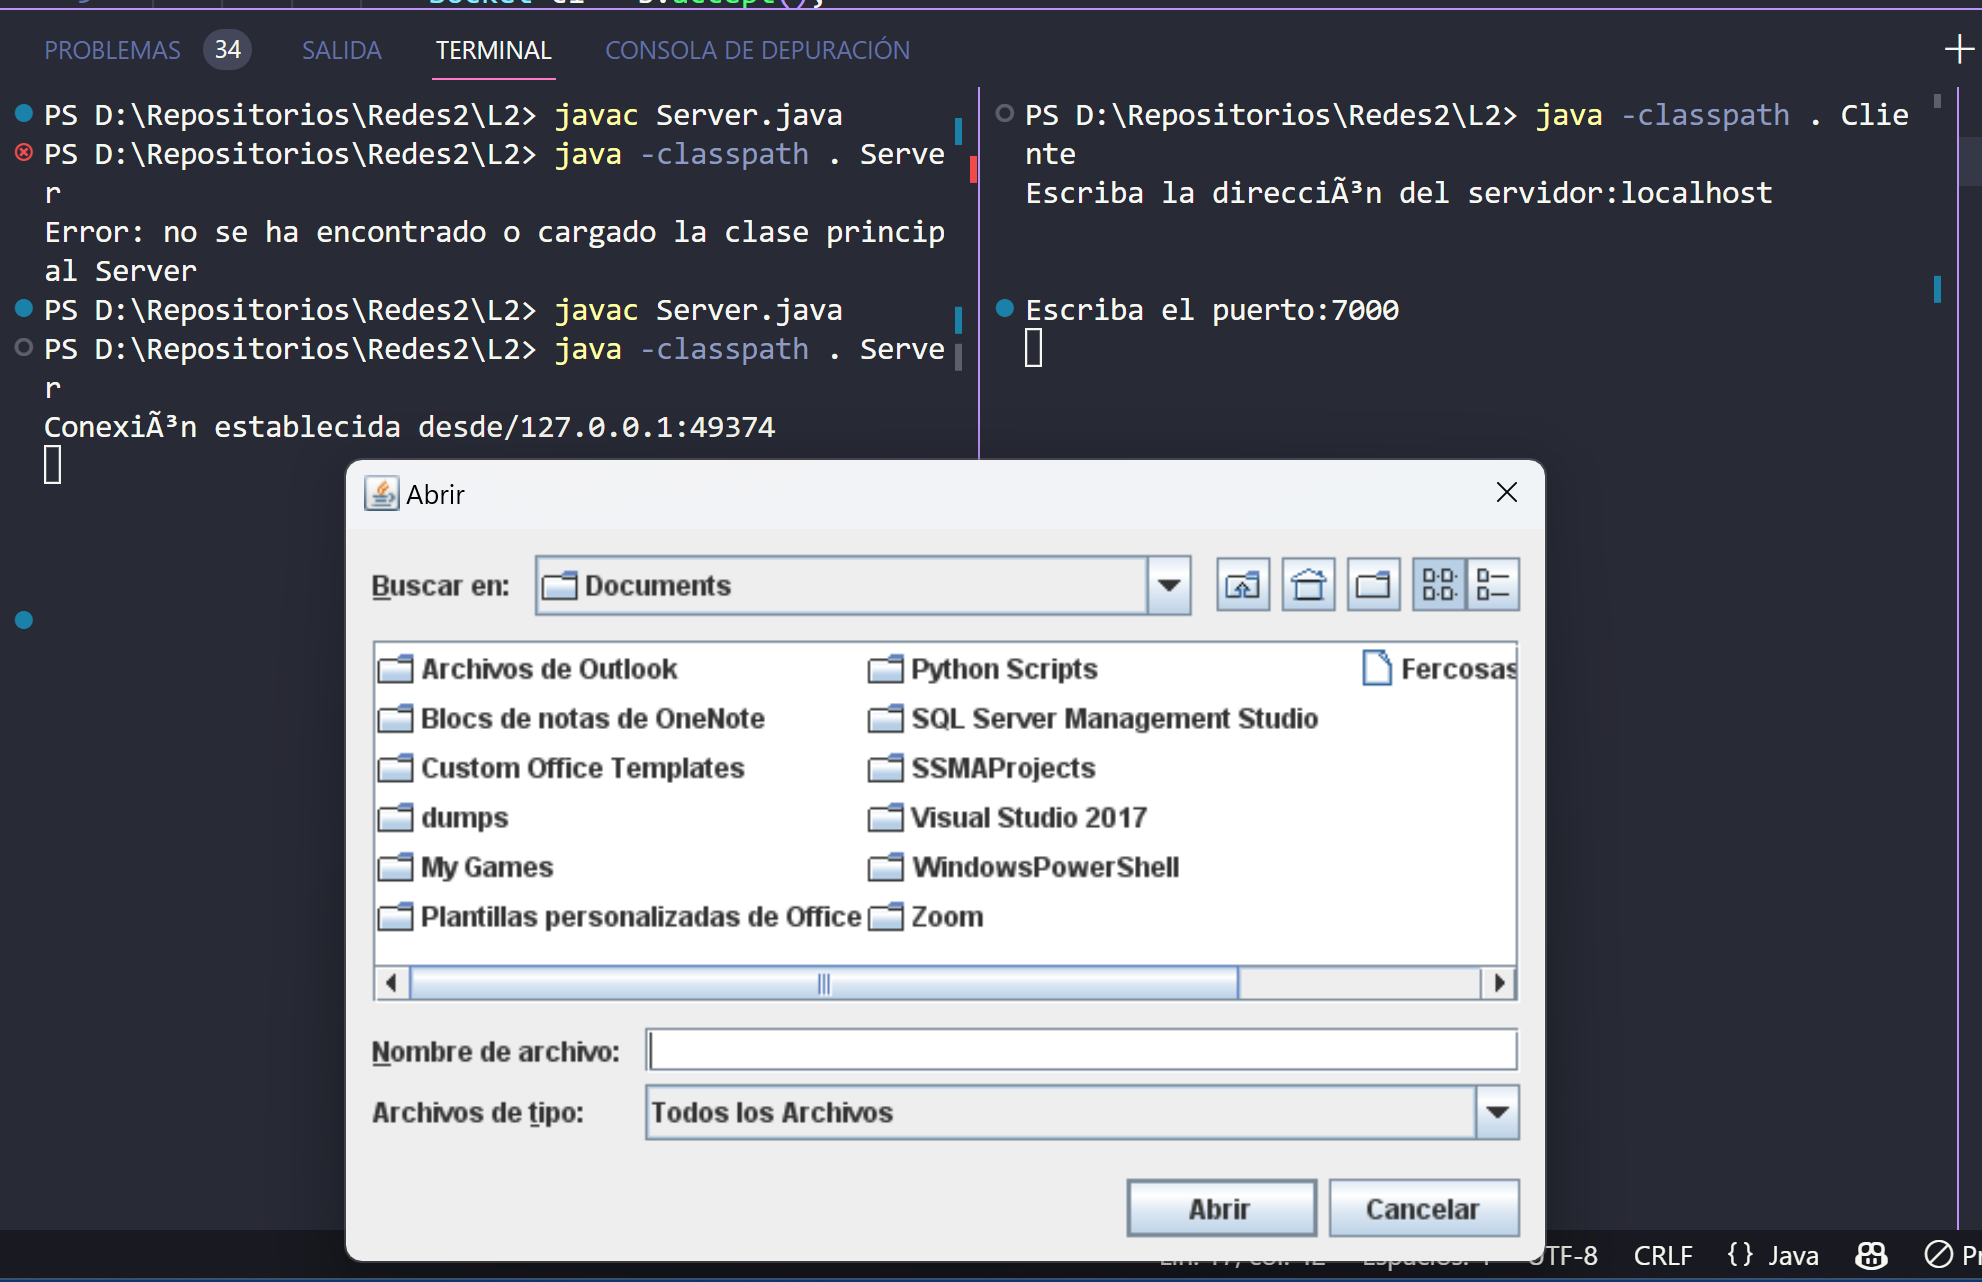 Socket cl = s.accept();
PROBLEMAS 34 SALIDA TERMINAL CONSOLA DE DEPURACIÓN
PS D:\Repositorios\Redes2\L2> javac Server.java
PS D:\Repositorios\Redes2\L2> java -classpath . Serve
r
Error: no se ha encontrado o cargado la clase princip
al Server
PS D:\Repositorios\Redes2\L2> javac Server.java
PS D:\Repositorios\Redes2\L2> java -classpath . Serve
r
ConexiÃ³n establecida desde/127.0.0.1:49374
PS D:\Repositorios\Redes2\L2> java -classpath . Clie
nte
Escriba la direcciÃ³n del servidor:localhost
Escriba el puerto:7000
Abrir
Buscar en: Documents
Archivos de Outlook
Blocs de notas de OneNote
Custom Office Templates
dumps
My Games
Plantillas personalizadas de Office
Python Scripts
SQL Server Management Studio
SSMAProjects
Visual Studio 2017
WindowsPowerShell
Zoom
Fercosas
Nombre de archivo:
Archivos de tipo: Todos los Archivos
Abrir Cancelar
UTF-8 CRLF {} Java